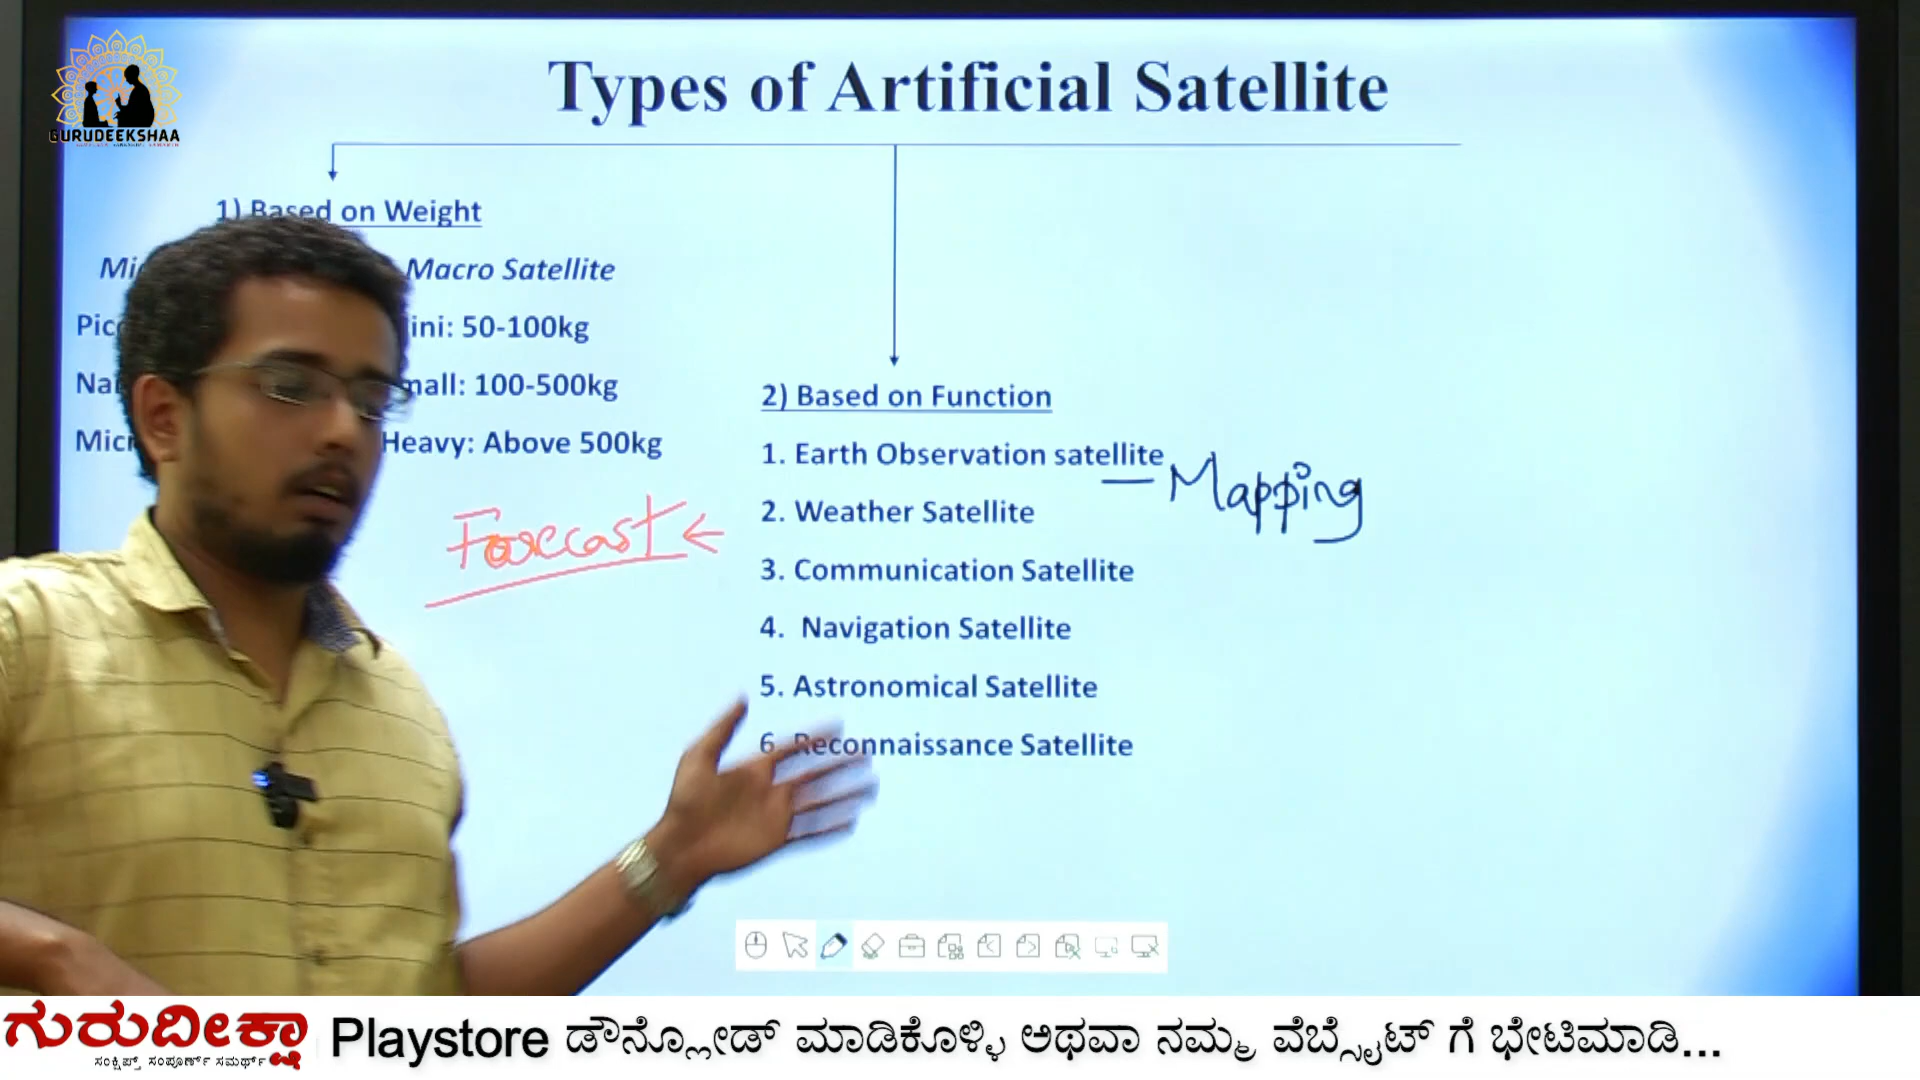 GURUDEEKSHAA
Types of Artificial Satellite
1) Based on Weight
Macro Satellite
50-100kg
100-500kg
Heavy: Above 500kg
2) Based on Function
1. Earth Observation satellite
Mapping
2. Weather Satellite
Forecast
3. Communication Satellite
4. Navigation Satellite
5. Astronomical Satellite
6. Reconnaissance Satellite
ಗುರುದೀಕ್ಷಾ
ಸಂಕ್ಷಿಪ್ತ್ ಸಂಪೂರ್ಣ್ ಸಮರ್ಥ್
Playstore ಡೌನ್ಲೋಡ್ ಮಾಡಿಕೊಳ್ಳಿ ಅಥವಾ ನಮ್ಮ ವೆಬ್ಸೈಟ್ ಗೆ ಭೇಟಿಮಾಡಿ...